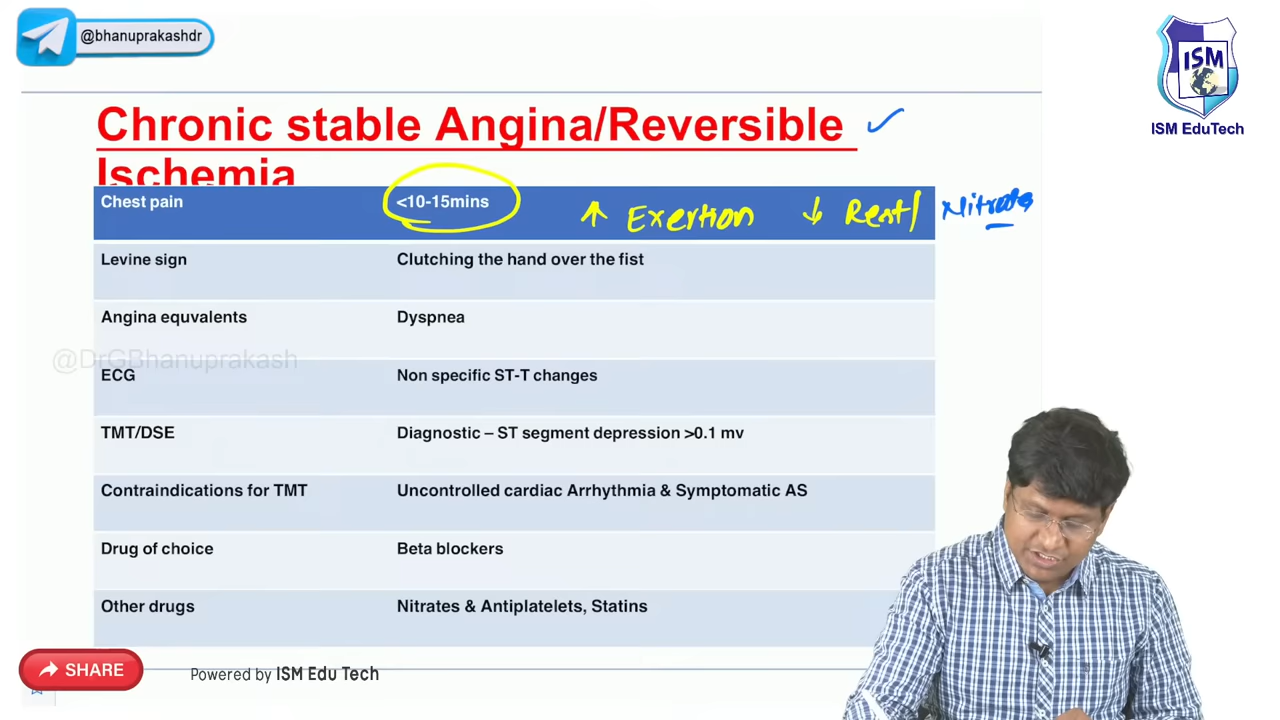 @bhanuprakashdr
ISM
ISM EduTech
Chronic stable Angina/Reversible
Ischemia
Chest pain <10-15mins ↑ Exertion ↓ Rest/ Nitrate
Levine sign Clutching the hand over the fist
Angina equvalents Dyspnea
@DrGBhanuprakash
ECG Non specific ST-T changes
TMT/DSE Diagnostic – ST segment depression >0.1 mv
Contraindications for TMT Uncontrolled cardiac Arrhythmia & Symptomatic AS
Drug of choice Beta blockers
Other drugs Nitrates & Antiplatelets, Statins
SHARE
Powered by ISM Edu Tech